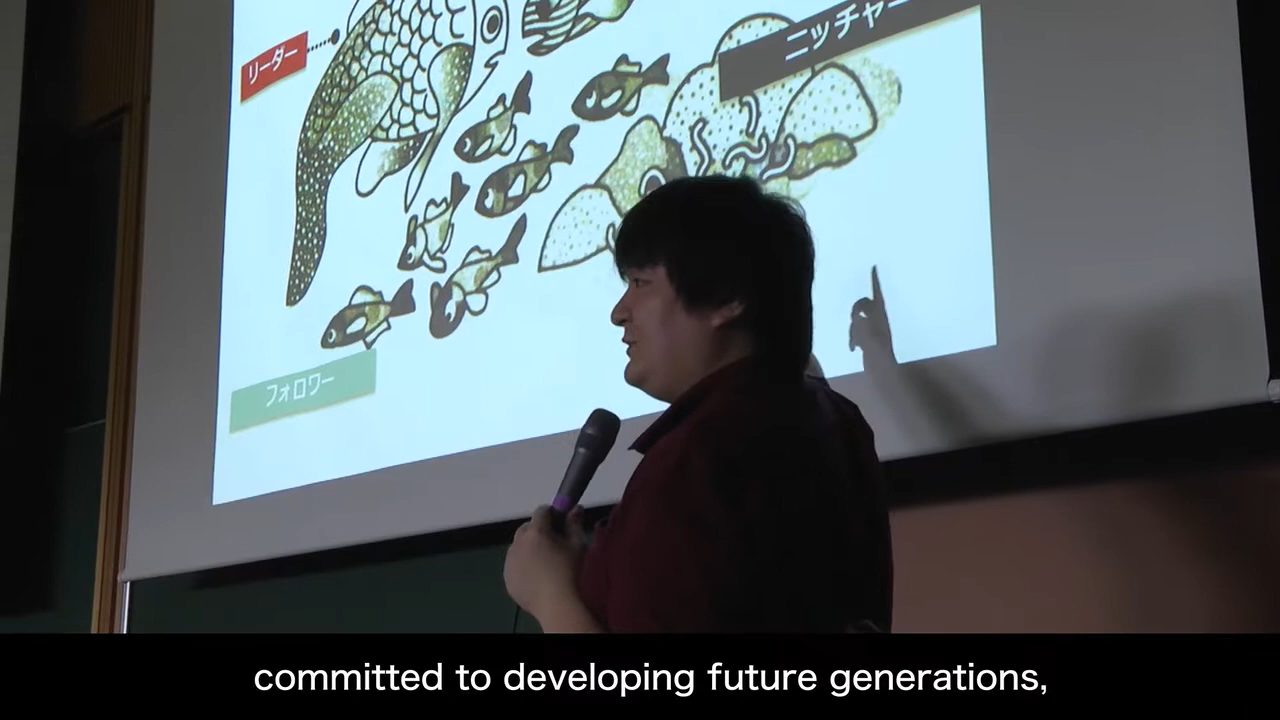 リーダー
ニッチャー
フォロワー
committed to developing future generations,